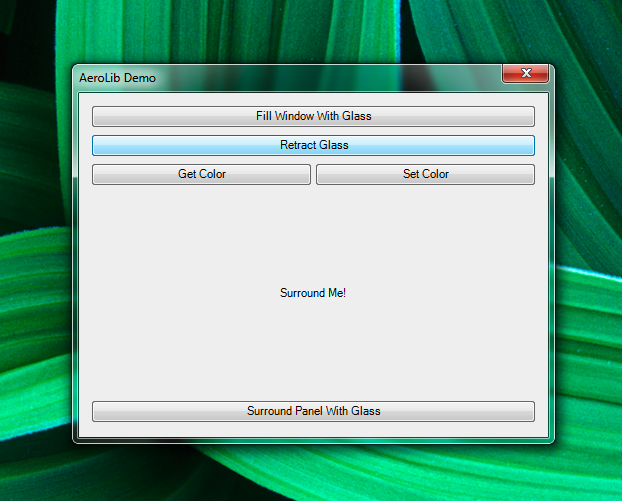 AeroLib Demo
Fill Window With Glass
Retract Glass
Get Color
Set Color
Surround Me!
Surround Panel With Glass